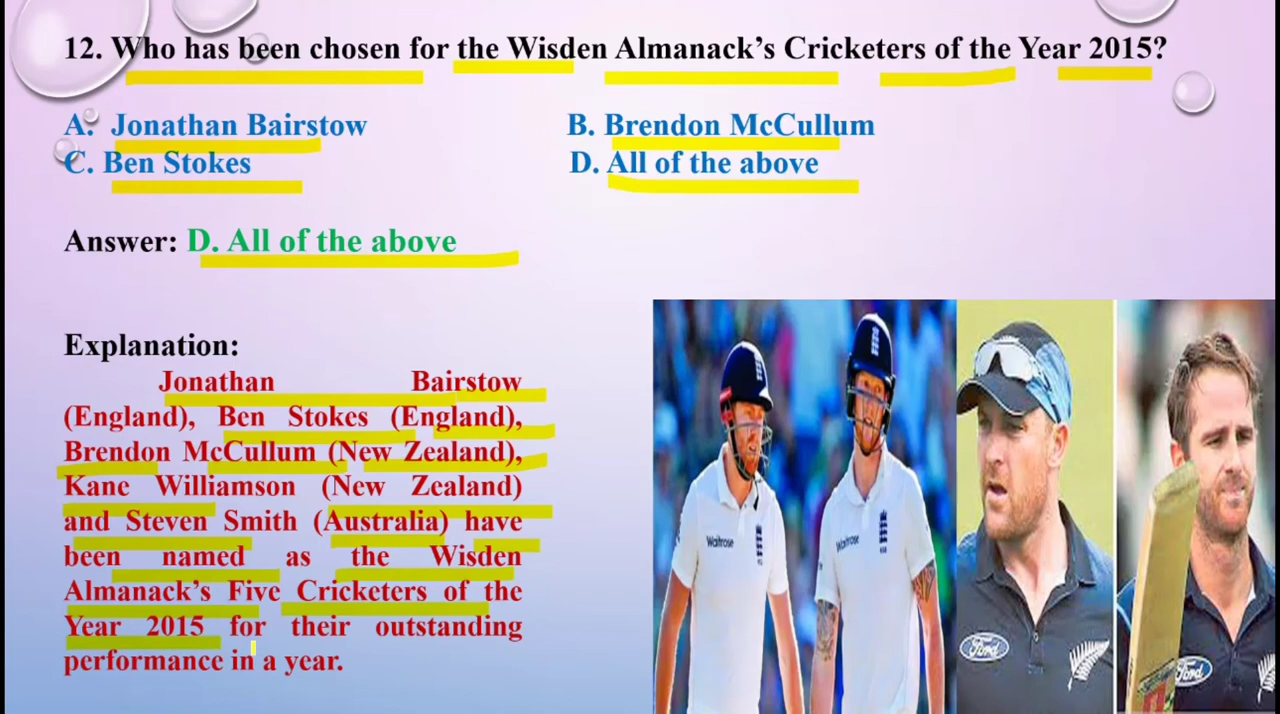 12. Who has been chosen for the Wisden Almanack's Cricketers of the Year 2015?
A. Jonathan Bairstow B. Brendon McCullum
C. Ben Stokes D. All of the above
Answer: D. All of the above
Explanation:
Jonathan Bairstow
(England), Ben Stokes (England),
Brendon McCullum (New Zealand),
Kane Williamson (New Zealand)
and Steven Smith (Australia) have
been named as the Wisden
Almanack's Five Cricketers of the
Year 2015 for their outstanding
performance in a year.
Waitrose
Waitrose
Ford
Ford